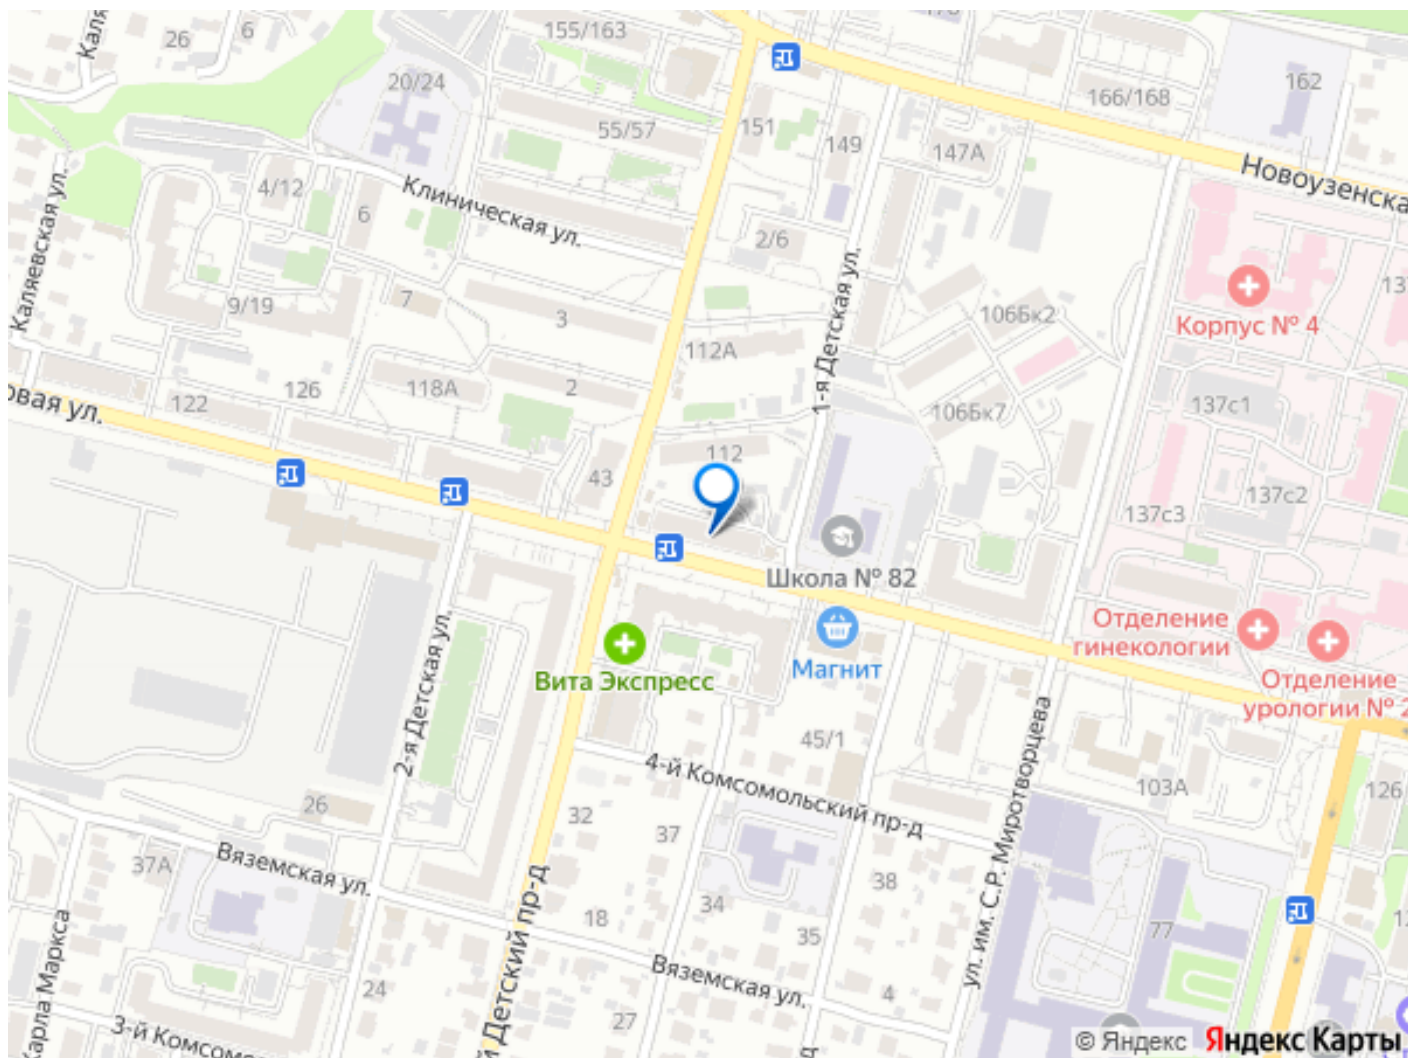 26
6
155/163
162
20/24
166/168
55/57
151
149
147А
Новоузенска
4/12
Клиническая ул.
6
2/6
Каляевская ул.
1-я Детская ул.
Корпус № 4
9/19
7
3
106Бк2
112А
126
118А
2
122
137с1
106Бк7
овая ул.
112
43
137с2
137с3
Школа № 82
Отделение
гинекологии
Вита Экспресс
Магнит
Отделение
урологии № 2
2-я Детская ул.
45/1
4-й Комсомольский пр-д
ул. им. С.Р. Миротворцева
103А
126
26
32
37
37А
Вяземская ул.
38
18
34
35
77
й Детский пр-д
Карла Маркса
Вяземская ул.
24
4
27
3-й Комсомольс
© Яндекс Яндекс Карты